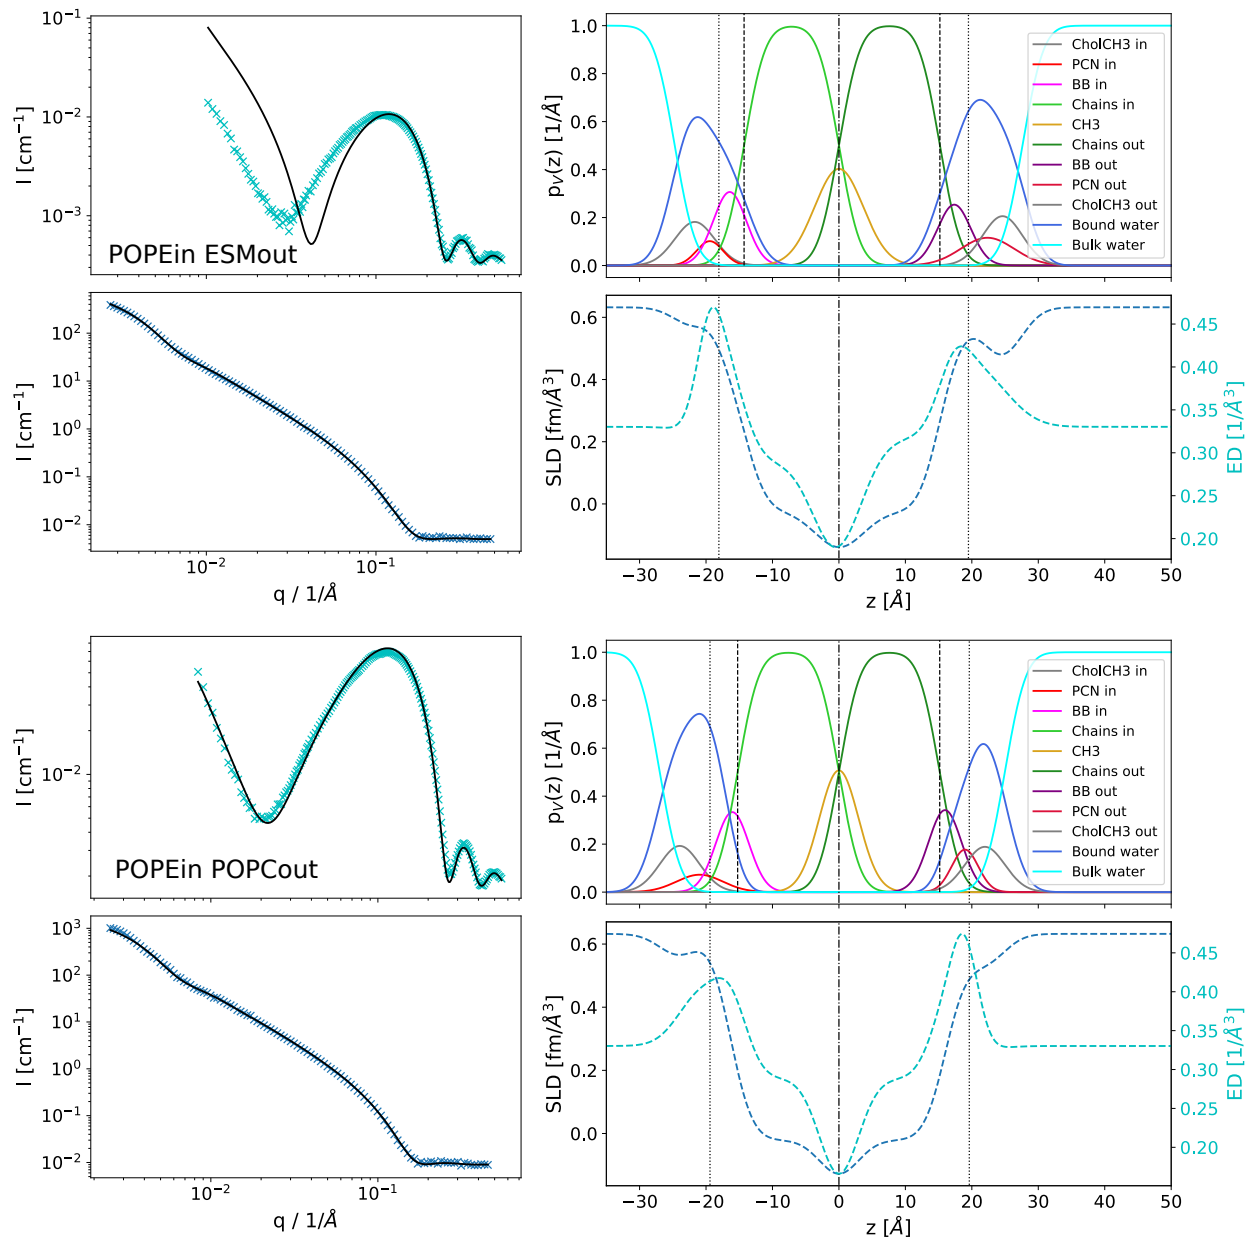 10⁻¹
10⁻²
10⁻³
I [cm⁻¹]
POPEin ESMout
1.0
0.8
0.6
0.4
0.2
0.0
pᵥ(z) [1/Å]
CholCH3 in
PCN in
BB in
Chains in
CH3
Chains out
BB out
PCN out
CholCH3 out
Bound water
Bulk water
10²
10¹
10⁰
10⁻¹
10⁻²
I [cm⁻¹]
10⁻²
10⁻¹
q / 1/Å
0.6
0.4
0.2
0.0
SLD [fm/Å³]
0.45
0.40
0.35
0.30
0.25
0.20
ED [1/Å³]
−30
−20
−10
0
10
20
30
40
50
z [Å]
10⁻²
I [cm⁻¹]
POPEin POPCout
1.0
0.8
0.6
0.4
0.2
0.0
pᵥ(z) [1/Å]
CholCH3 in
PCN in
BB in
Chains in
CH3
Chains out
BB out
PCN out
CholCH3 out
Bound water
Bulk water
10³
10²
10¹
10⁰
10⁻¹
10⁻²
I [cm⁻¹]
10⁻²
10⁻¹
q / 1/Å
0.6
0.4
0.2
0.0
SLD [fm/Å³]
0.45
0.40
0.35
0.30
0.25
0.20
ED [1/Å³]
−30
−20
−10
0
10
20
30
40
50
z [Å]